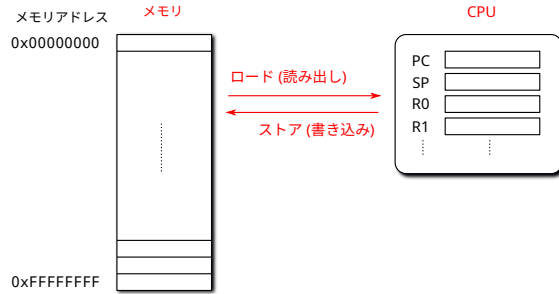 メモリアドレス
メモリ
CPU
0x00000000
PC
SP
R0
R1
ロード (読み出し)
ストア (書き込み)
0xFFFFFFFF